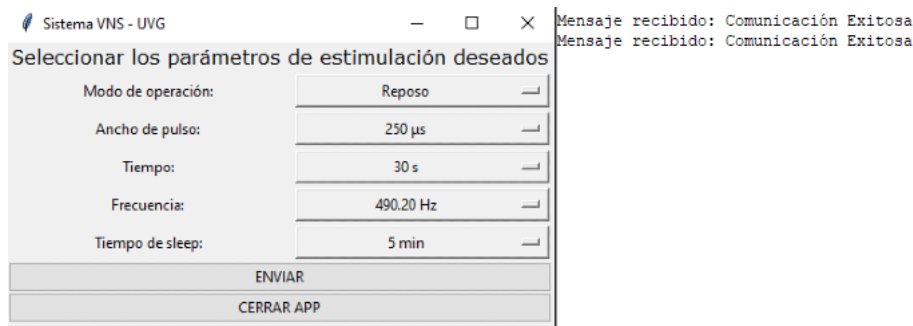 Sistema VNS - UVG
Seleccionar los parámetros de estimulación deseados
Modo de operación: Reposo
Ancho de pulso: 250 µs
Tiempo: 30 s
Frecuencia: 490.20 Hz
Tiempo de sleep: 5 min
ENVIAR
CERRAR APP
Mensaje recibido: Comunicación Exitosa
Mensaje recibido: Comunicación Exitosa